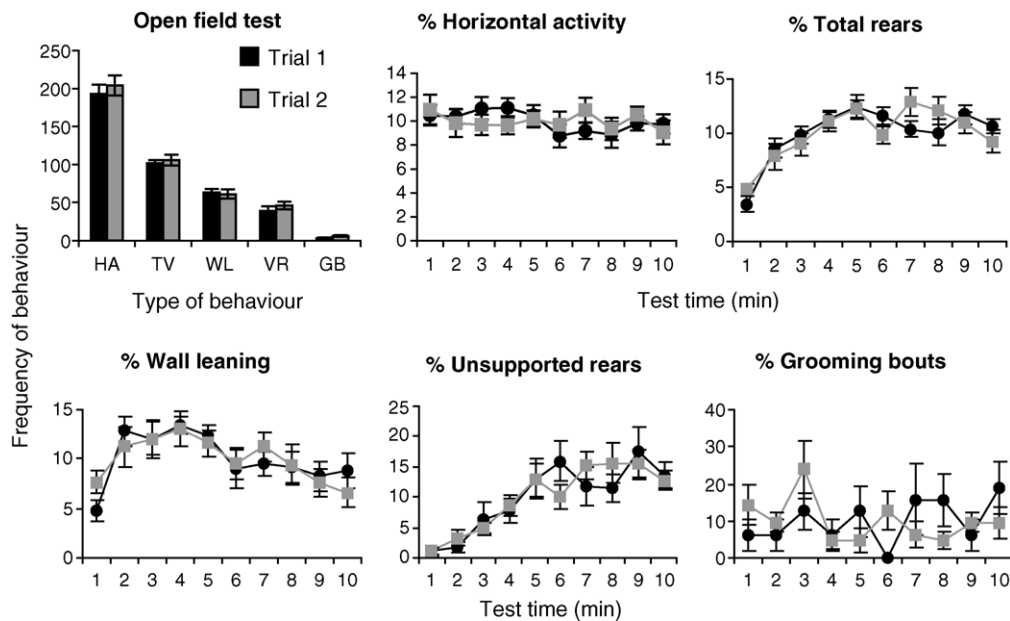 Open field test
250
200
150
100
50
0
Trial 1
Trial 2
HA TV WL VR GB
Type of behaviour
% Horizontal activity
14
12
10
8
6
4
2
0
1 2 3 4 5 6 7 8 9 10
% Total rears
15
10
5
0
1 2 3 4 5 6 7 8 9 10
Test time (min)
Frequency of behaviour
% Wall leaning
15
10
5
0
1 2 3 4 5 6 7 8 9 10
% Unsupported rears
25
20
15
10
5
0
1 2 3 4 5 6 7 8 9 10
% Grooming bouts
40
30
20
10
0
1 2 3 4 5 6 7 8 9 10
Test time (min)